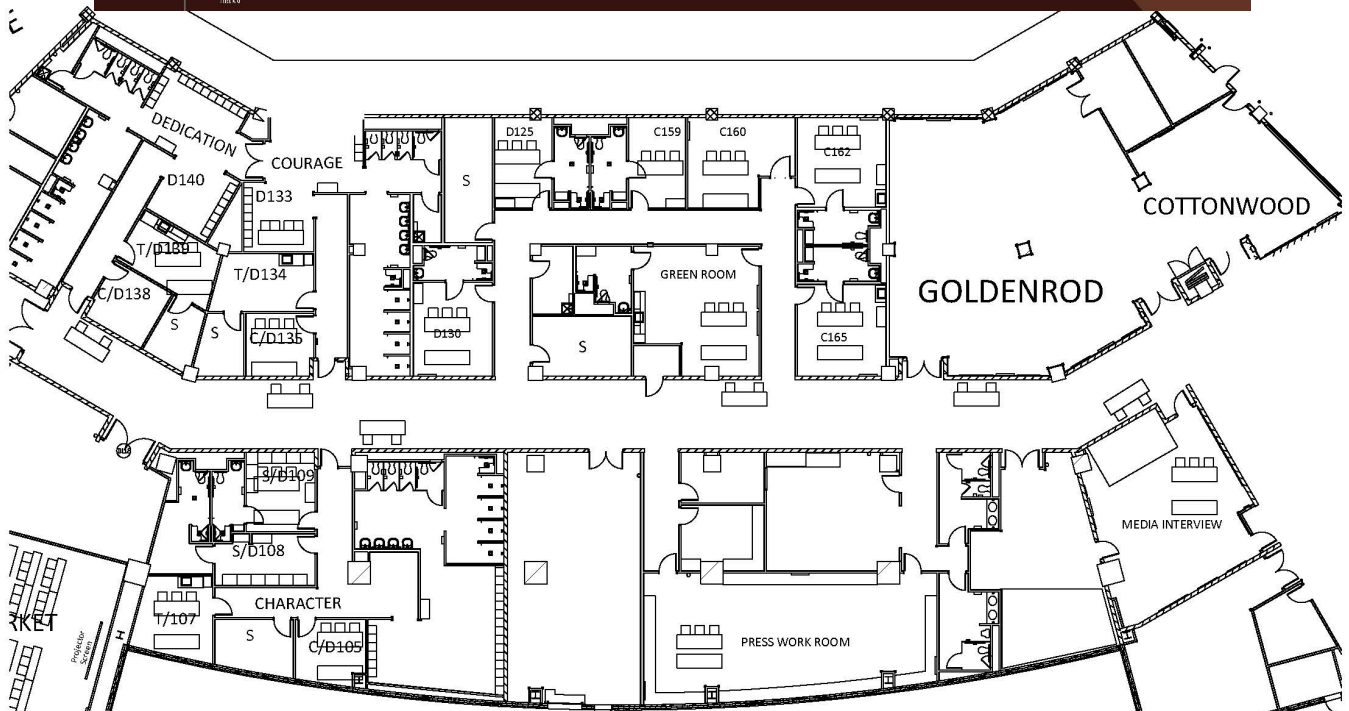 DEDICATION
COURAGE
D125
C159
C160
C162
D140
D133
S
T/D139
T/D134
C/D138
S
S
C/D135
D130
GREEN ROOM
S
C165
GOLDENROD
COTTONWOOD
S/D109
S/D108
CHARACTER
T/107
S
C/D105
PRESS WORK ROOM
MEDIA INTERVIEW
RKET
Projector
Screen
H
E